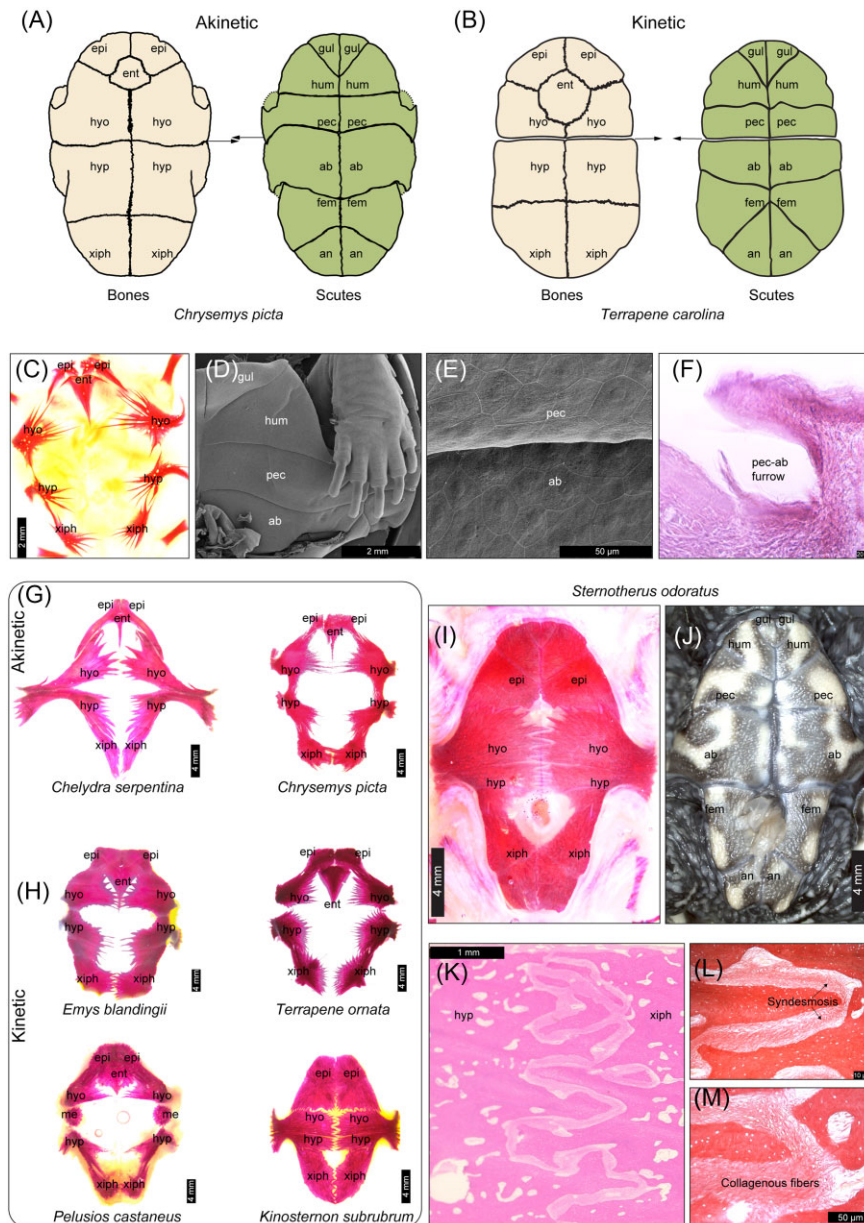 (A) Akinetic
epi epi
ent
hyo hyo
hyp hyp
xiph xiph
Bones
gul gul
hum hum
pec pec
ab ab
fem fem
an an
Scutes
Chrysemys picta
(B) Kinetic
epi epi
ent
hyo hyo
hyp hyp
xiph xiph
Bones
gul gul
hum hum
pec pec
ab ab
fem fem
an an
Scutes
Terrapene carolina
(C)
epi epi
ent
hyo hyo
hyp hyp
xiph xiph
2 mm
(D)
gul
hum
pec
ab
2 mm
(E)
pec
ab
50 µm
(F)
pec-ab
furrow
(G)
Akinetic
epi epi
ent
hyo hyo
hyp hyp
xiph xiph
4 mm
Chelydra serpentina
epi epi
ent
hyo hyo
hyp hyp
xiph xiph
4 mm
Chrysemys picta
(H)
Kinetic
epi epi
ent
hyo hyo
hyp hyp
xiph xiph
4 mm
Emys blandingii
epi epi
ent
hyo hyo
hyp hyp
xiph xiph
4 mm
Terrapene ornata
epi epi
ent
hyo hyo
me me
hyp hyp
xiph xiph
4 mm
Pelusios castaneus
epi epi
hyo hyo
hyp hyp
xiph xiph
4 mm
Kinosternon subrubrum
Sternotherus odoratus
(I)
epi epi
hyo hyo
hyp hyp
xiph xiph
4 mm
(J)
gul gul
hum hum
pec pec
ab ab
fem fem
an an
4 mm
(K)
1 mm
hyp xiph
(L)
Syndesmosis
(M)
Collagenous fibers
50 µm